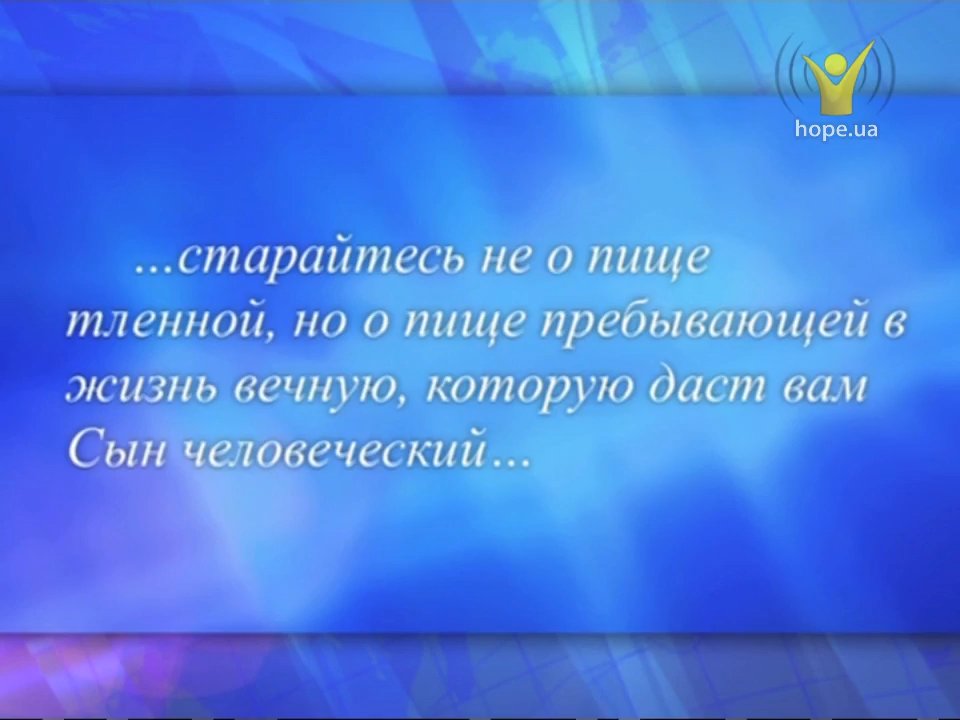 hope.ua
...старайтесь не о пище
тленной, но о пище пребывающей в
жизнь вечную, которую даст вам
Сын человеческий...